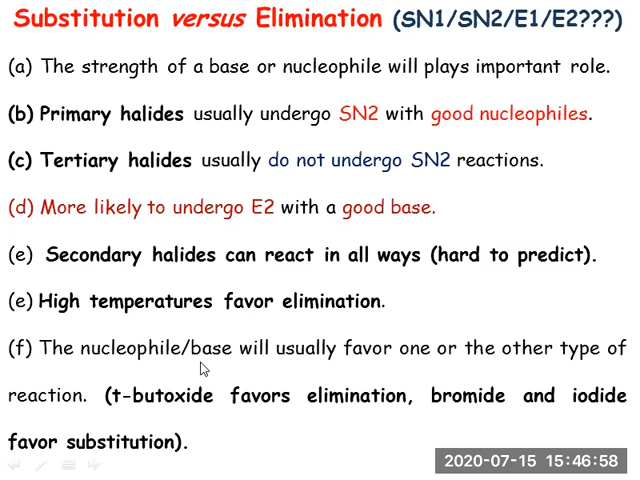 Substitution versus Elimination (SN1/SN2/E1/E2???)
(a) The strength of a base or nucleophile will plays important role.
(b) Primary halides usually undergo SN2 with good nucleophiles.
(c) Tertiary halides usually do not undergo SN2 reactions.
(d) More likely to undergo E2 with a good base.
(e) Secondary halides can react in all ways (hard to predict).
(e) High temperatures favor elimination.
(f) The nucleophile/base will usually favor one or the other type of
reaction. (t-butoxide favors elimination, bromide and iodide
favor substitution).
2020-07-15 15:46:58